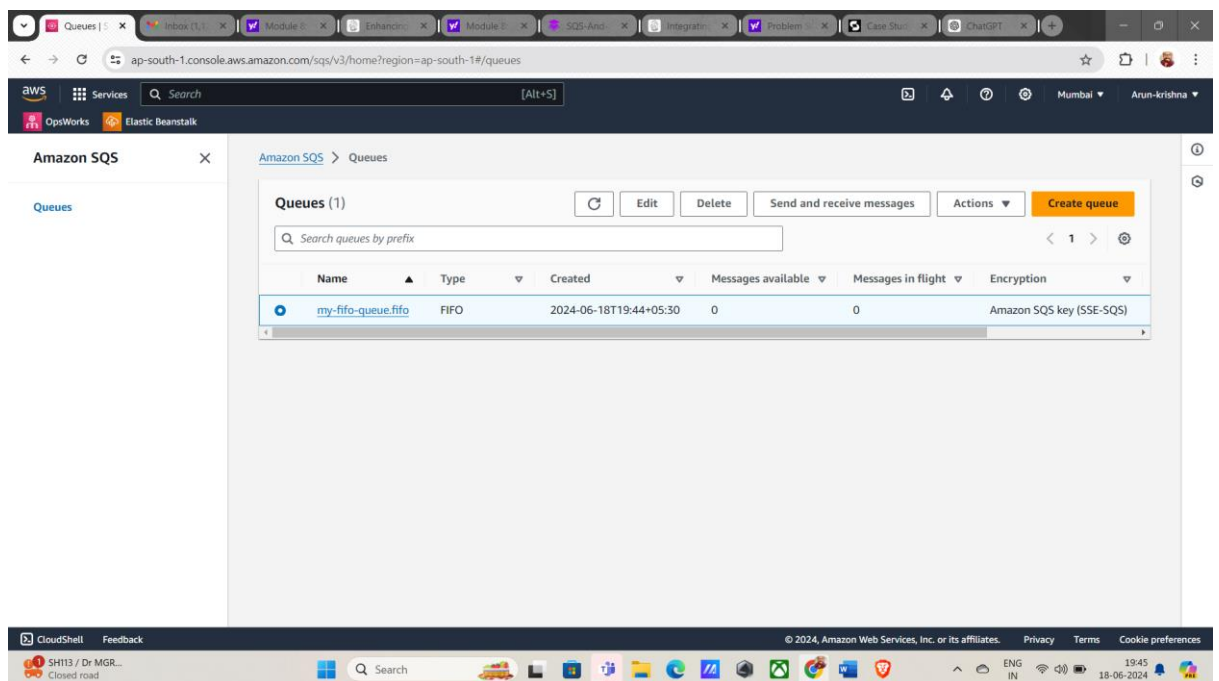 Queues | S
Inbox (1,1
Module 8:
Enhancing
Module 8:
SQS-And-
Integrating
Problem S
Case Stud
ChatGPT
ap-south-1.console.aws.amazon.com/sqs/v3/home?region=ap-south-1#/queues
aws Services Search [Alt+S] Mumbai Arun-krishna
OpsWorks Elastic Beanstalk
Amazon SQS
Queues
Amazon SQS > Queues
Queues (1) Edit Delete Send and receive messages Actions Create queue
Search queues by prefix 1
Name Type Created Messages available Messages in flight Encryption
my-fifo-queue.fifo FIFO 2024-06-18T19:44+05:30 0 0 Amazon SQS key (SSE-SQS)
CloudShell Feedback © 2024, Amazon Web Services, Inc. or its affiliates. Privacy Terms Cookie preferences
SH113 / Dr MGR...
Closed road
Search
ENG
IN
19:45
18-06-2024